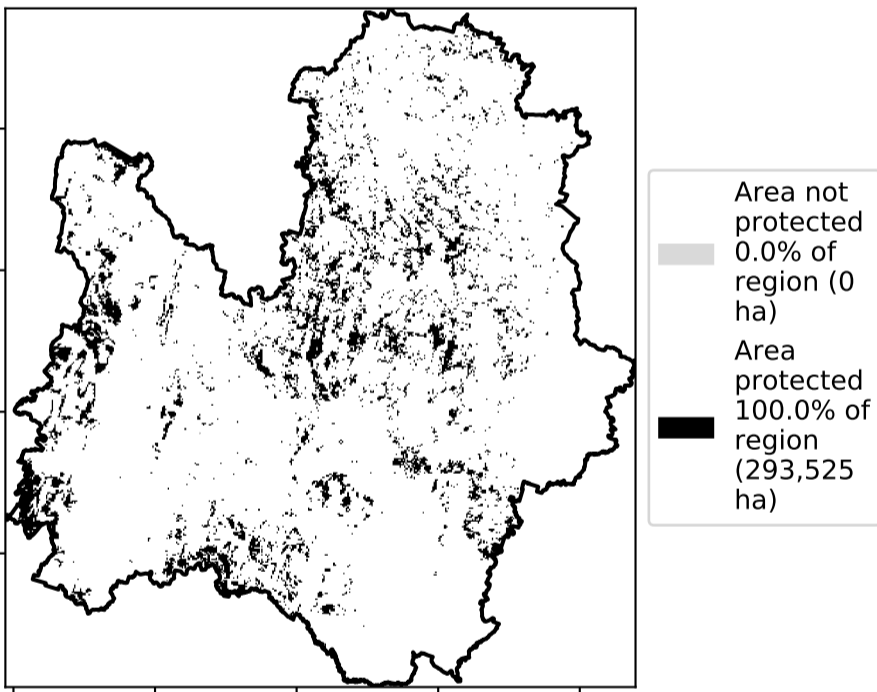 Area not
protected
0.0% of
region (0
ha)
Area
protected
100.0% of
region
(293,525
ha)